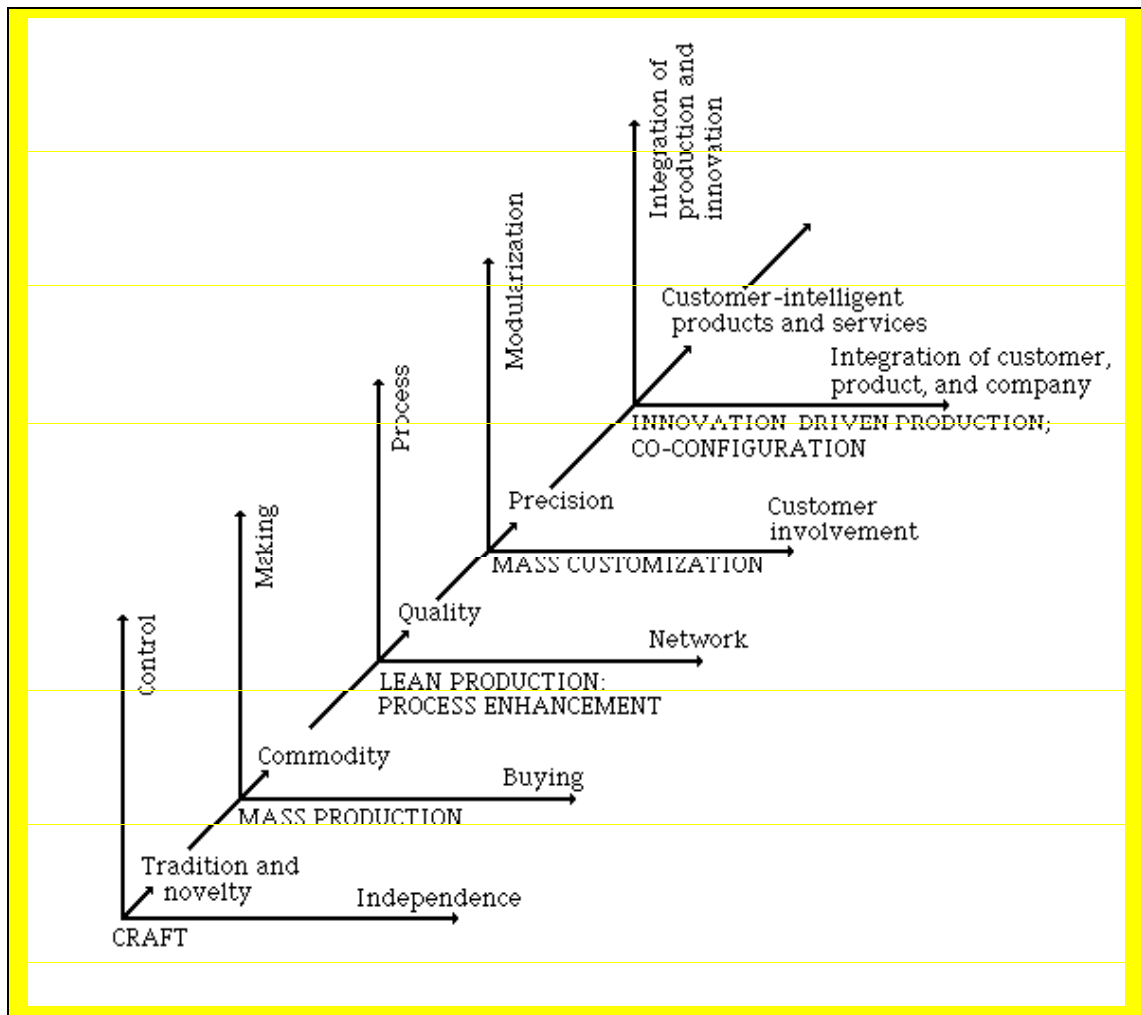 Integration of
production and
innovation
Modularization
Customer-intelligent
products and services
Integration of customer,
product, and company
INNOVATION-DRIVEN PRODUCTION;
CO-CONFIGURATION
Process
Precision
Customer
involvement
MASS CUSTOMIZATION
Making
Quality
Network
LEAN PRODUCTION:
PROCESS ENHANCEMENT
Control
Commodity
Buying
MASS PRODUCTION
Tradition and
novelty
Independence
CRAFT